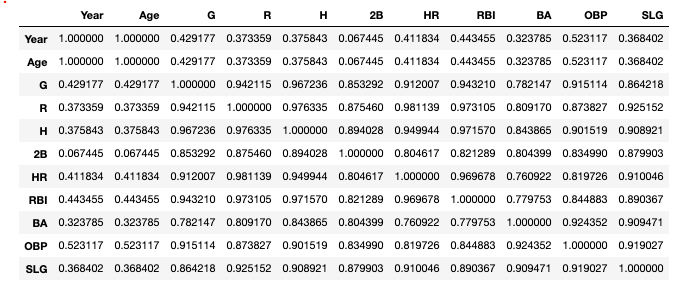 Year Age G R H 2B HR RBI BA OBP SLG
Year 1.000000 1.000000 0.429177 0.373359 0.375843 0.067445 0.411834 0.443455 0.323785 0.523117 0.368402
Age 1.000000 1.000000 0.429177 0.373359 0.375843 0.067445 0.411834 0.443455 0.323785 0.523117 0.368402
G 0.429177 0.429177 1.000000 0.942115 0.967236 0.853292 0.912007 0.943210 0.782147 0.915114 0.864218
R 0.373359 0.373359 0.942115 1.000000 0.976335 0.875460 0.981139 0.973105 0.809170 0.873827 0.925152
H 0.375843 0.375843 0.967236 0.976335 1.000000 0.894028 0.949944 0.971570 0.843865 0.901519 0.908921
2B 0.067445 0.067445 0.853292 0.875460 0.894028 1.000000 0.804617 0.821289 0.804399 0.834990 0.879903
HR 0.411834 0.411834 0.912007 0.981139 0.949944 0.804617 1.000000 0.969678 0.760922 0.819726 0.910046
RBI 0.443455 0.443455 0.943210 0.973105 0.971570 0.821289 0.969678 1.000000 0.779753 0.844883 0.890367
BA 0.323785 0.323785 0.782147 0.809170 0.843865 0.804399 0.760922 0.779753 1.000000 0.924352 0.909471
OBP 0.523117 0.523117 0.915114 0.873827 0.901519 0.834990 0.819726 0.844883 0.924352 1.000000 0.919027
SLG 0.368402 0.368402 0.864218 0.925152 0.908921 0.879903 0.910046 0.890367 0.909471 0.919027 1.000000